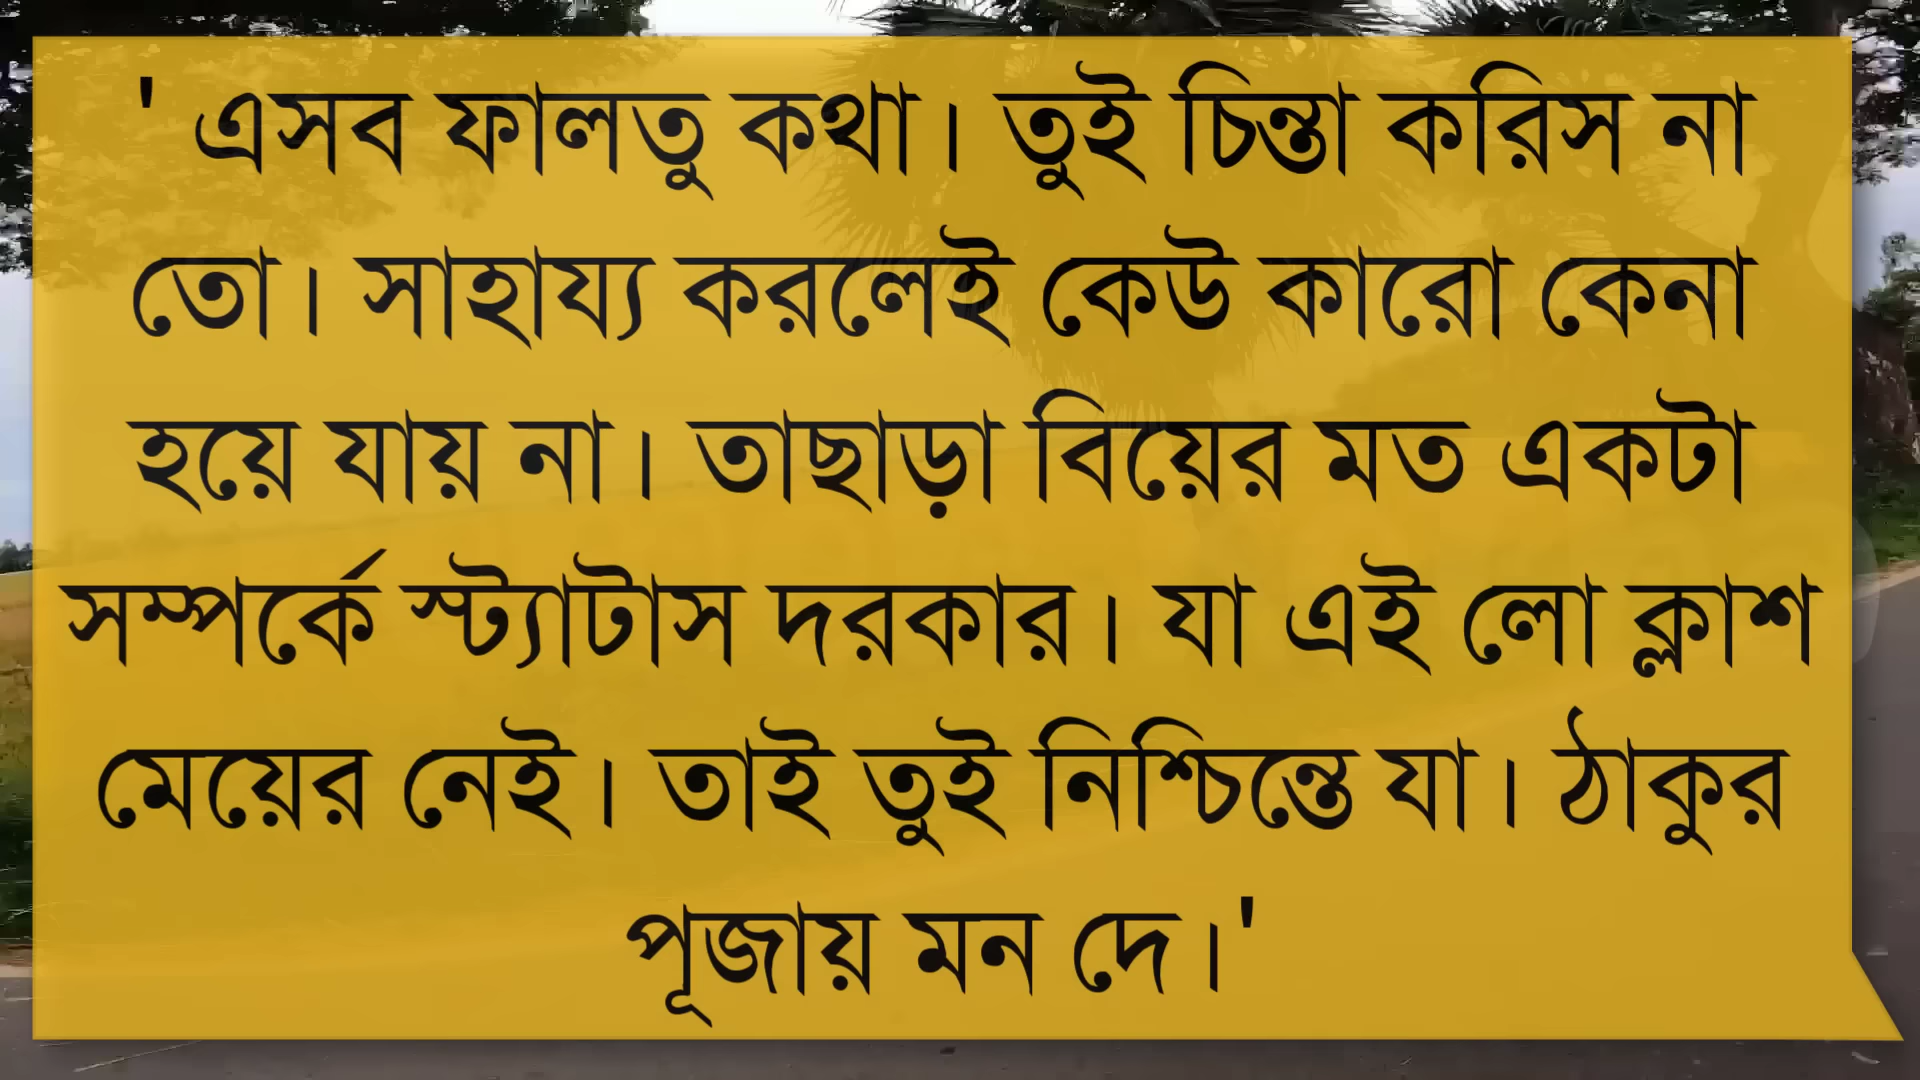 ' এসব ফালতু কথা। তুই চিন্তা করিস না
তো। সাহায্য করলেই কেউ কারো কেনা
হয়ে যায় না। তাছাড়া বিয়ের মত একটা
সম্পর্কে স্ট্যাটাস দরকার। যা এই লো ক্লাশ
মেয়ের নেই। তাই তুই নিশ্চিন্তে যা। ঠাকুর
পূজায় মন দে।'